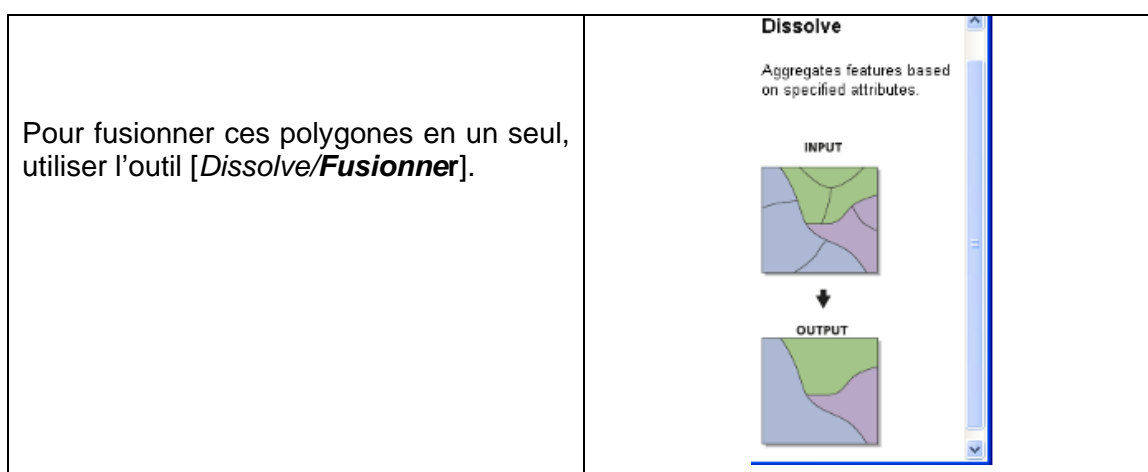 Pour fusionner ces polygones en un seul,
utiliser l’outil [Dissolve/Fusionner].
Dissolve
Aggregates features based
on specified attributes.
INPUT
OUTPUT